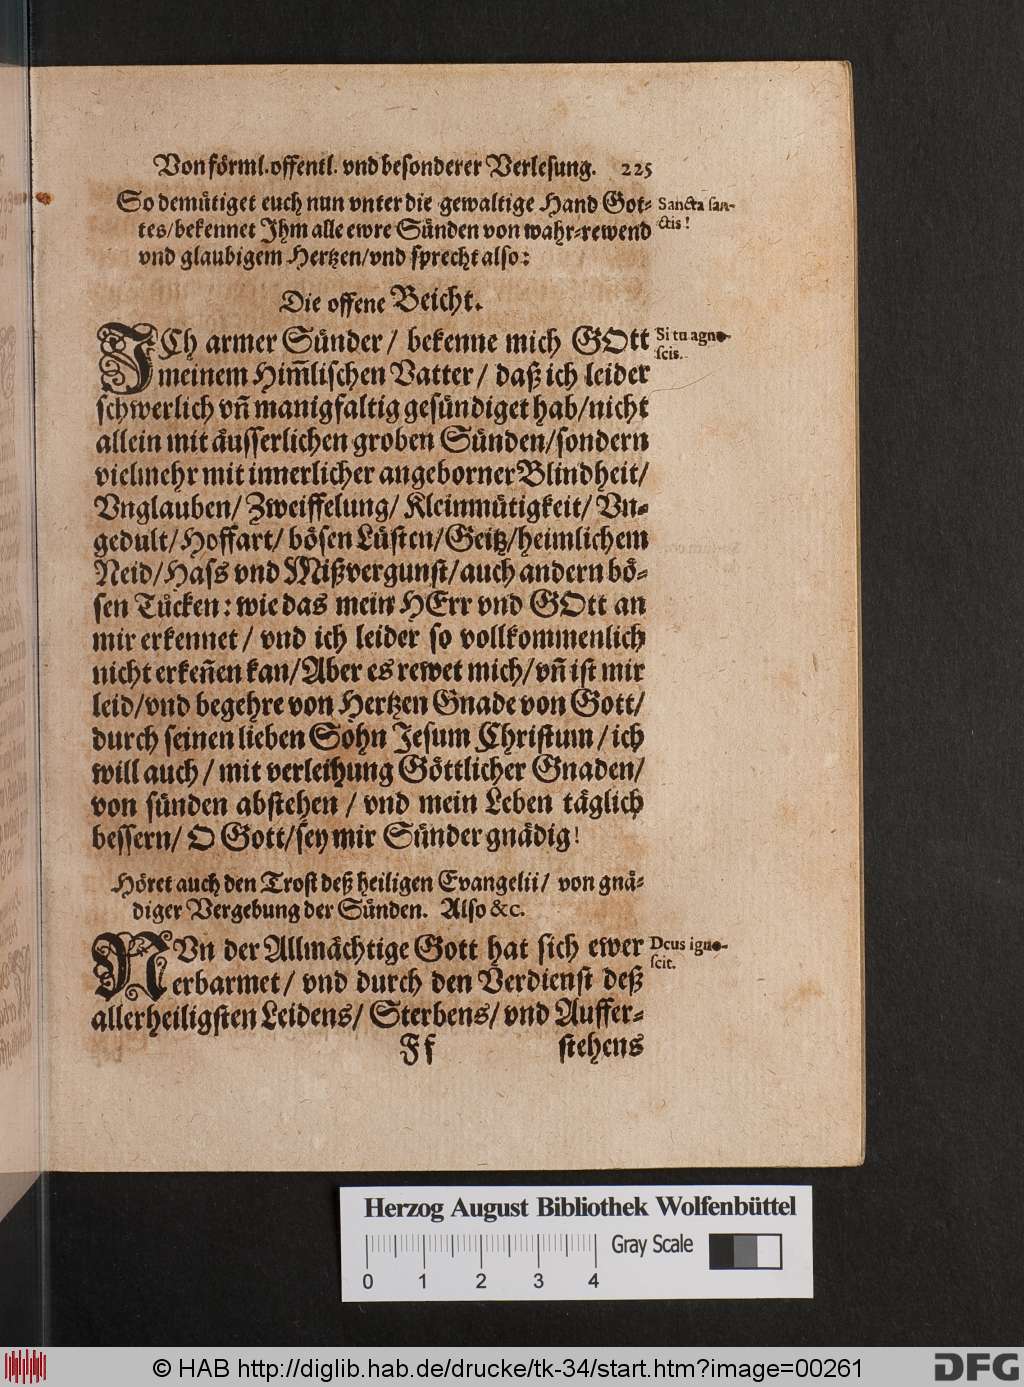 Von förml. offentl. vnd besonderer Verlesung. 225
So demütiget euch nun vnter die gewaltige Hand Got-
tes/bekennet Ihm alle ewre Sünden von wahr-rewend
vnd glaubigem Hertzen/vnd sprecht also:
Sancta san-
ctis!
Die offene Beicht.
ICh armer Sünder/ bekenne mich GOtt
meinem Him̃lischen Vatter/ daß ich leider
schwerlich vñ manigfaltig gesündiget hab/nicht
allein mit äusserlichen groben Sünden/sondern
vielmehr mit innerlicher angeborner Blindheit/
Vnglauben/ Zweiffelung/ Kleinmütigkeit/ Vn-
gedult/Hoffart/ bösen Lüsten/Geitz/heimlichem
Neid/Hass vnd Mißvergunst/auch andern bö-
sen Tücken: wie das mein HErr vnd GOtt an
mir erkennet/ vnd ich leider so vollkommenlich
nicht erkeñen kan/Aber es rewet mich/vñ ist mir
leid/vnd begehre von Hertzen Gnade von Gott/
durch seinen lieben Sohn Jesum Christum/ich
will auch/ mit verleihung Göttlicher Gnaden/
von sünden abstehen/ vnd mein Leben täglich
bessern/ O Gott/sey mir Sünder gnädig!
Si tu agno-
scis.
Höret auch den Trost deß heiligen Evangelii/ von gnä-
diger Vergebung der Sünden. Also &c.
NVn der Allmächtige Gott hat sich ewer
erbarmet/ vnd durch den Verdienst deß
allerheiligsten Leidens/ Sterbens/ vnd Auffer-
Deus igno-
scit.
Ff stehens
Herzog August Bibliothek Wolfenbüttel
Gray Scale
0 1 2 3 4
© HAB http://diglib.hab.de/drucke/tk-34/start.htm?image=00261
DFG